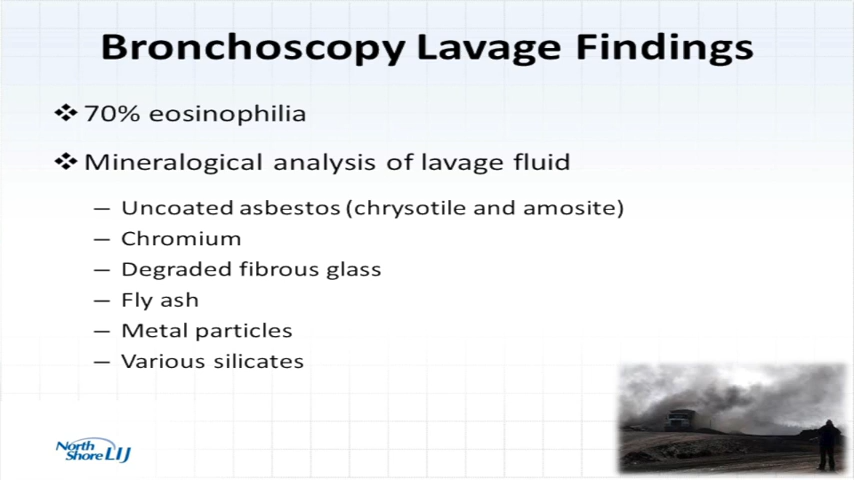 Bronchoscopy Lavage Findings
❖ 70% eosinophilia
❖ Mineralogical analysis of lavage fluid
– Uncoated asbestos (chrysotile and amosite)
– Chromium
– Degraded fibrous glass
– Fly ash
– Metal particles
– Various silicates
North
Shore LIJ